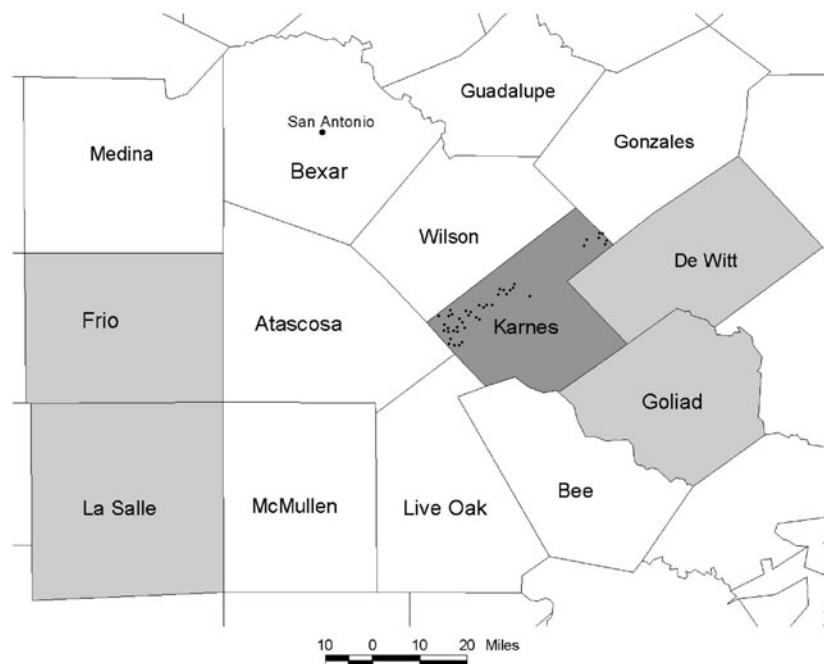 Guadalupe
San Antonio
Gonzales
Medina
Bexar
Wilson
De Witt
Frio
Atascosa
Karnes
Goliad
La Salle
McMullen
Live Oak
Bee
10 0 10 20 Miles